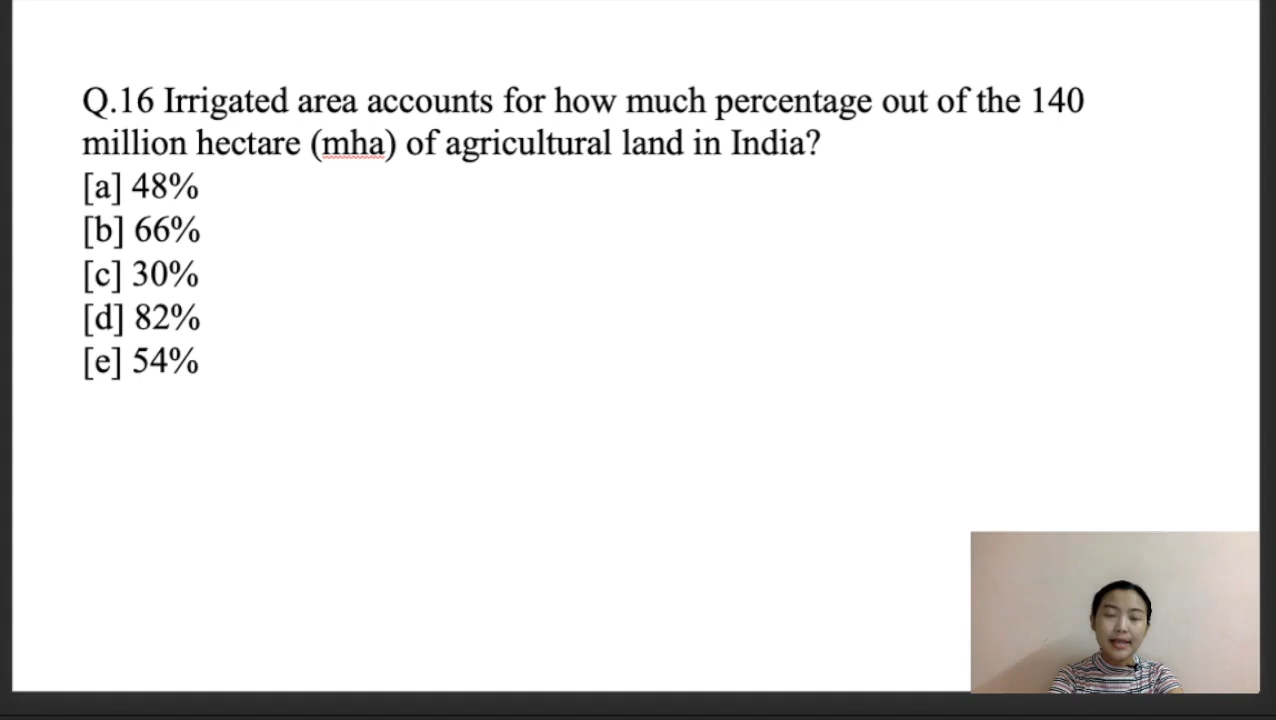 Q.16 Irrigated area accounts for how much percentage out of the 140
million hectare (mha) of agricultural land in India?
[a] 48%
[b] 66%
[c] 30%
[d] 82%
[e] 54%